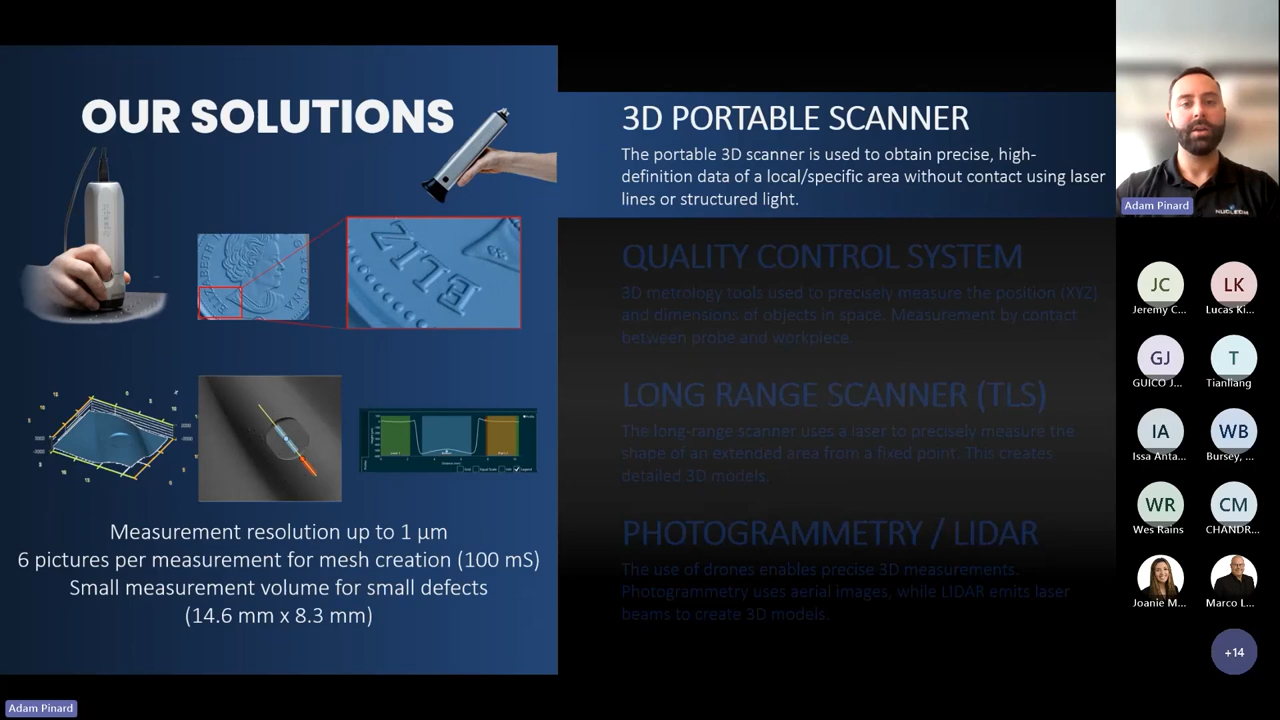 OUR SOLUTIONS
ELIZ
Measurement resolution up to 1 µm
6 pictures per measurement for mesh creation (100 mS)
Small measurement volume for small defects
(14.6 mm x 8.3 mm)
3D PORTABLE SCANNER
The portable 3D scanner is used to obtain precise, high-
definition data of a local/specific area without contact using laser
lines or structured light.
QUALITY CONTROL SYSTEM
3D metrology tools used to precisely measure the position (XYZ)
and dimensions of objects in space. Measurement by contact
between probe and workpiece.
LONG RANGE SCANNER (TLS)
The long-range scanner uses a laser to precisely measure the
shape of an extended area from a fixed point. This creates
detailed 3D models.
PHOTOGRAMMETRY / LIDAR
The use of drones enables precise 3D measurements.
Photogrammetry uses aerial images, while LIDAR emits laser
beams to create 3D models.
NUCLEOM
Adam Pinard
JC
LK
Jeremy C...
Lucas Ki...
GJ
T
GUICO J...
Tianliang
IA
WB
Issa Anta...
Bursey, ...
WR
CM
Wes Rains
CHANDR...
Joanie M...
Marco L...
+14
Adam Pinard